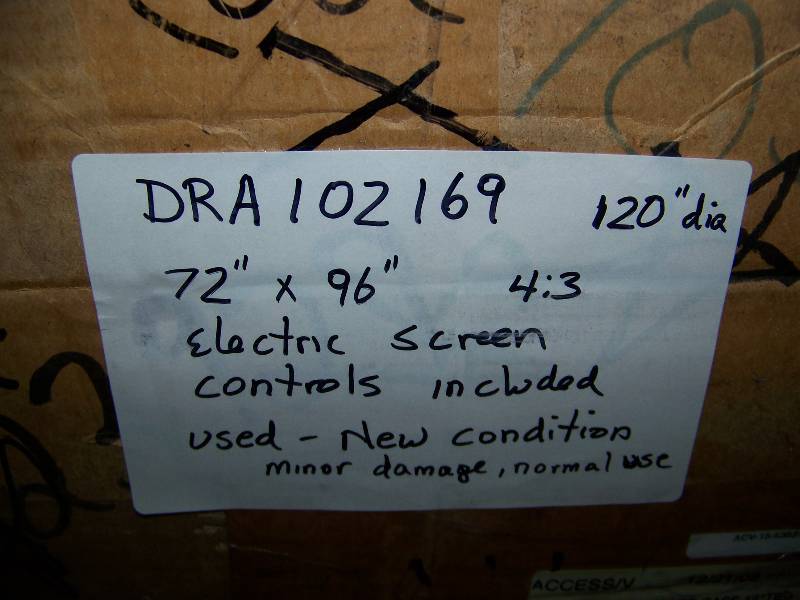 DRA 102169 120" dia
72" x 96" 4:3
Electric screen
controls included
used - New condition
minor damage, normal use
ACCESS/V